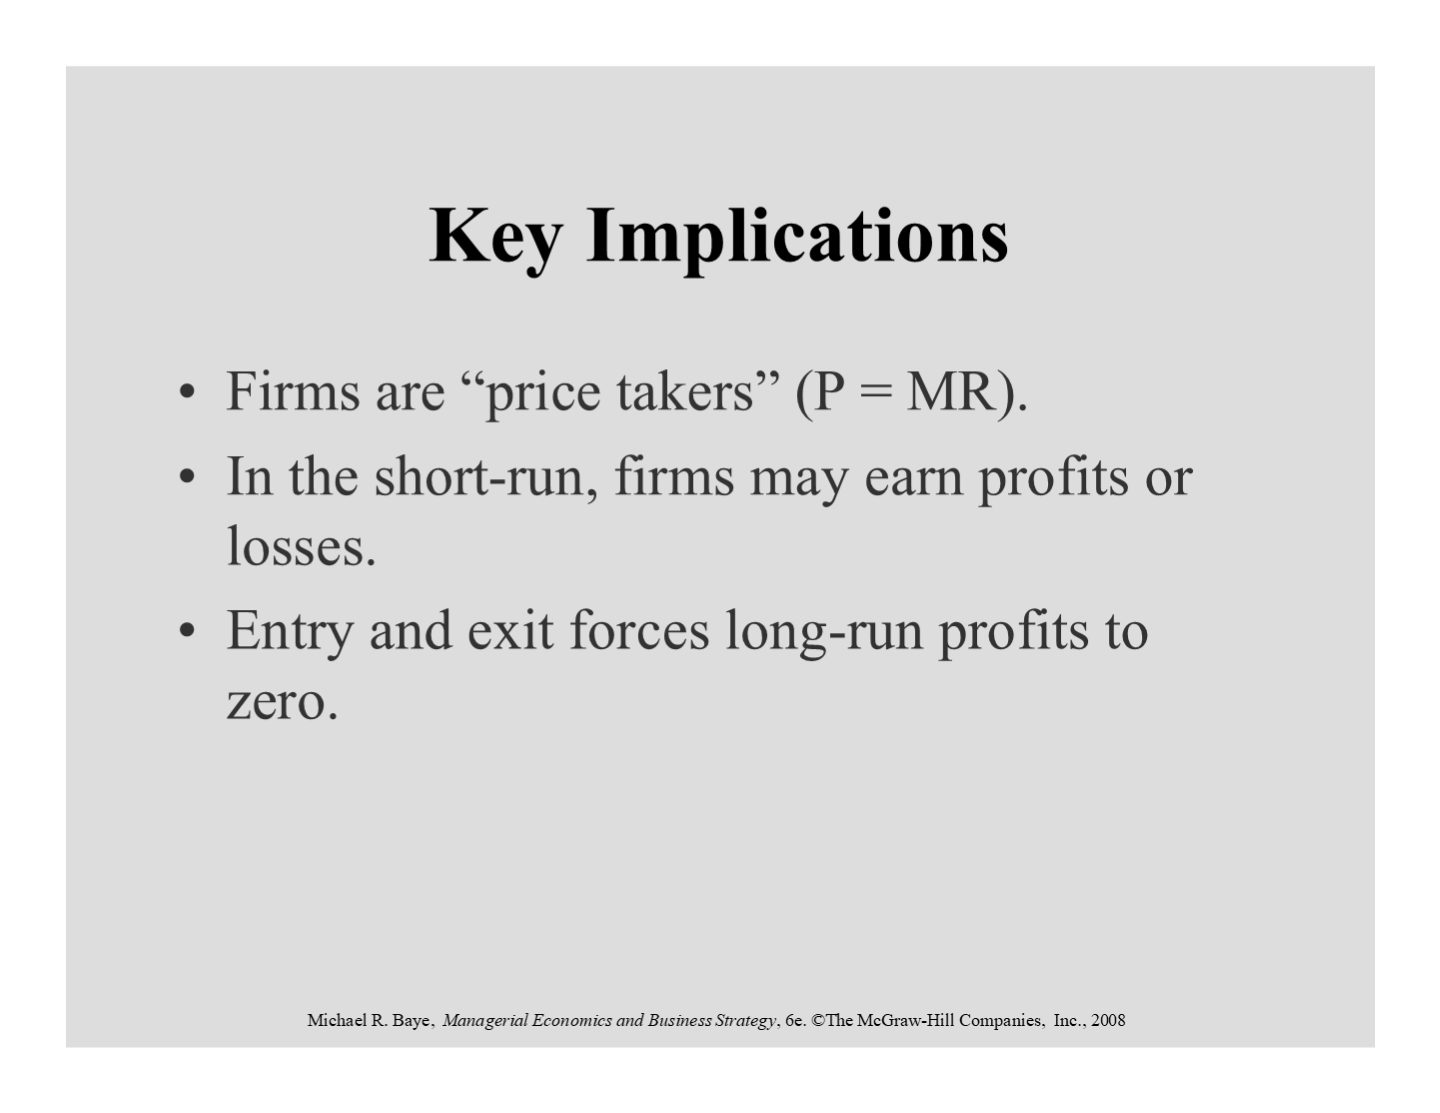 Key Implications
• Firms are “price takers” (P = MR).
• In the short-run, firms may earn profits or
losses.
• Entry and exit forces long-run profits to
zero.
Michael R. Baye, Managerial Economics and Business Strategy, 6e. ©The McGraw-Hill Companies, Inc., 2008